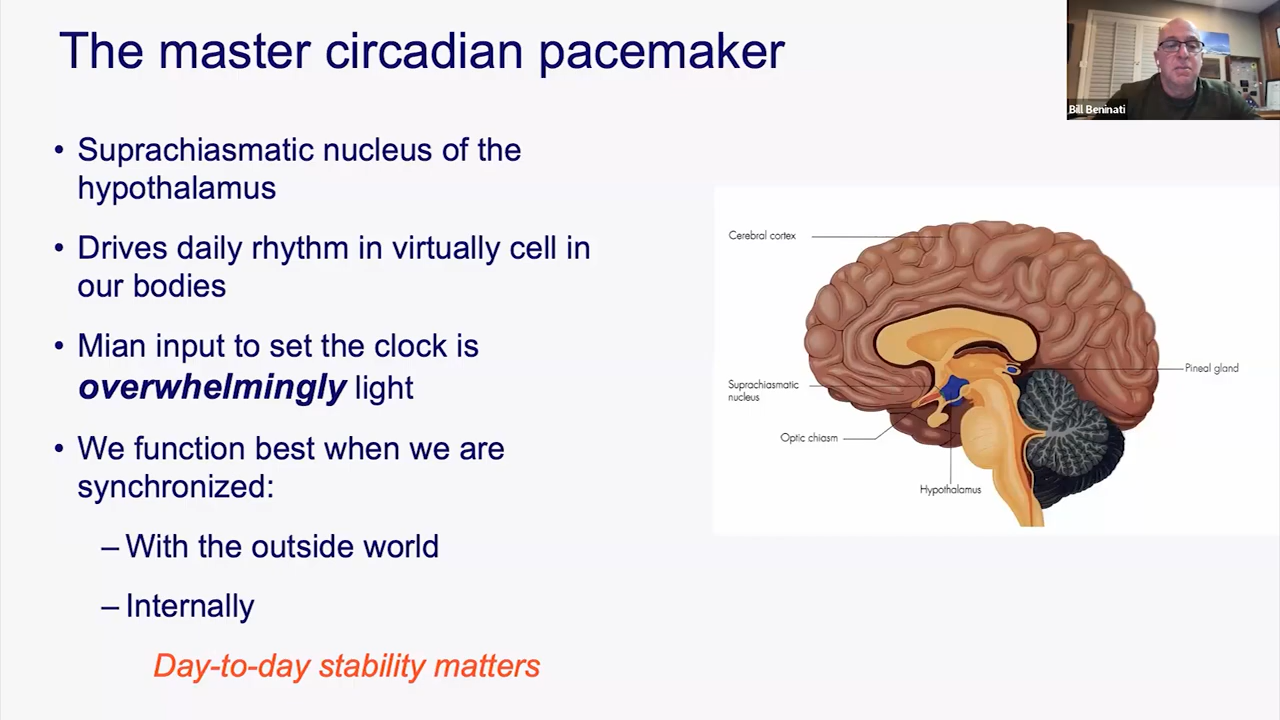 The master circadian pacemaker
Bill Beninati
• Suprachiasmatic nucleus of the
hypothalamus
• Drives daily rhythm in virtually cell in
our bodies
• Mian input to set the clock is
overwhelmingly light
• We function best when we are
synchronized:
– With the outside world
– Internally
Day-to-day stability matters
Cerebral cortex
Suprachiasmatic
nucleus
Optic chiasm
Hypothalamus
Pineal gland